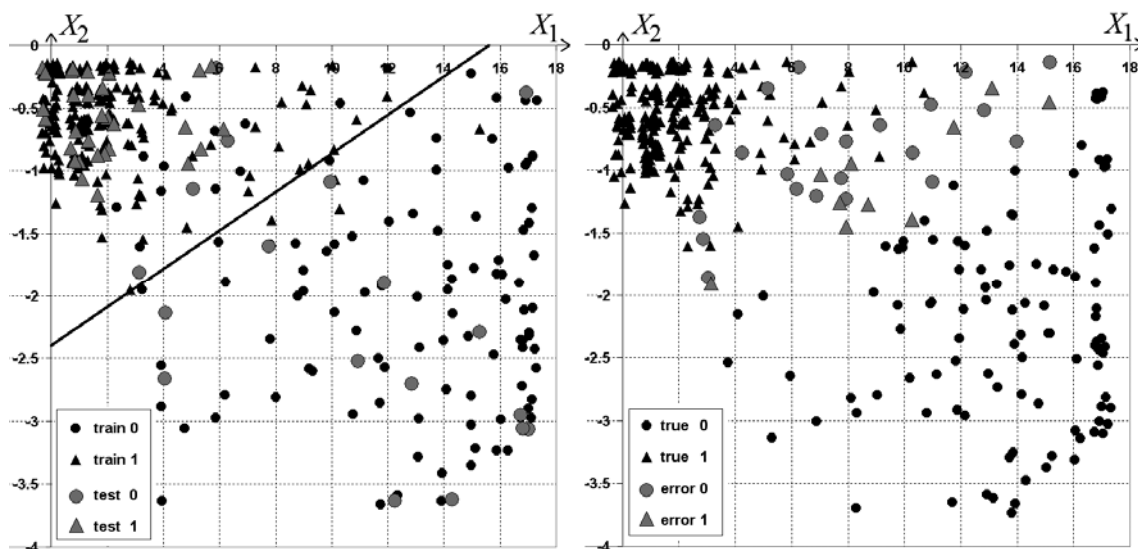 X₂ X₁
0 2 4 6 8 10 12 14 16 18
-0.5
-1
-1.5
-2
-2.5
-3
-3.5
-4
train 0
train 1
test 0
test 1
X₂ X₁
0 2 4 6 8 10 12 14 16 18
-0.5
-1
-1.5
-2
-2.5
-3
-3.5
-4
true 0
true 1
error 0
error 1